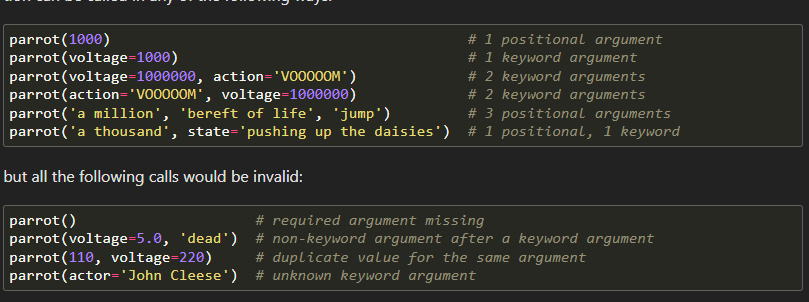 parrot(1000)                                          # 1 positional argument
parrot(voltage=1000)                                  # 1 keyword argument
parrot(voltage=1000000, action='VOOOOOM')             # 2 keyword arguments
parrot(action='VOOOOOM', voltage=1000000)             # 2 keyword arguments
parrot('a million', 'bereft of life', 'jump')         # 3 positional arguments
parrot('a thousand', state='pushing up the daisies')  # 1 positional, 1 keyword
but all the following calls would be invalid:
parrot()                     # required argument missing
parrot(voltage=5.0, 'dead')  # non-keyword argument after a keyword argument
parrot(110, voltage=220)     # duplicate value for the same argument
parrot(actor='John Cleese')  # unknown keyword argument